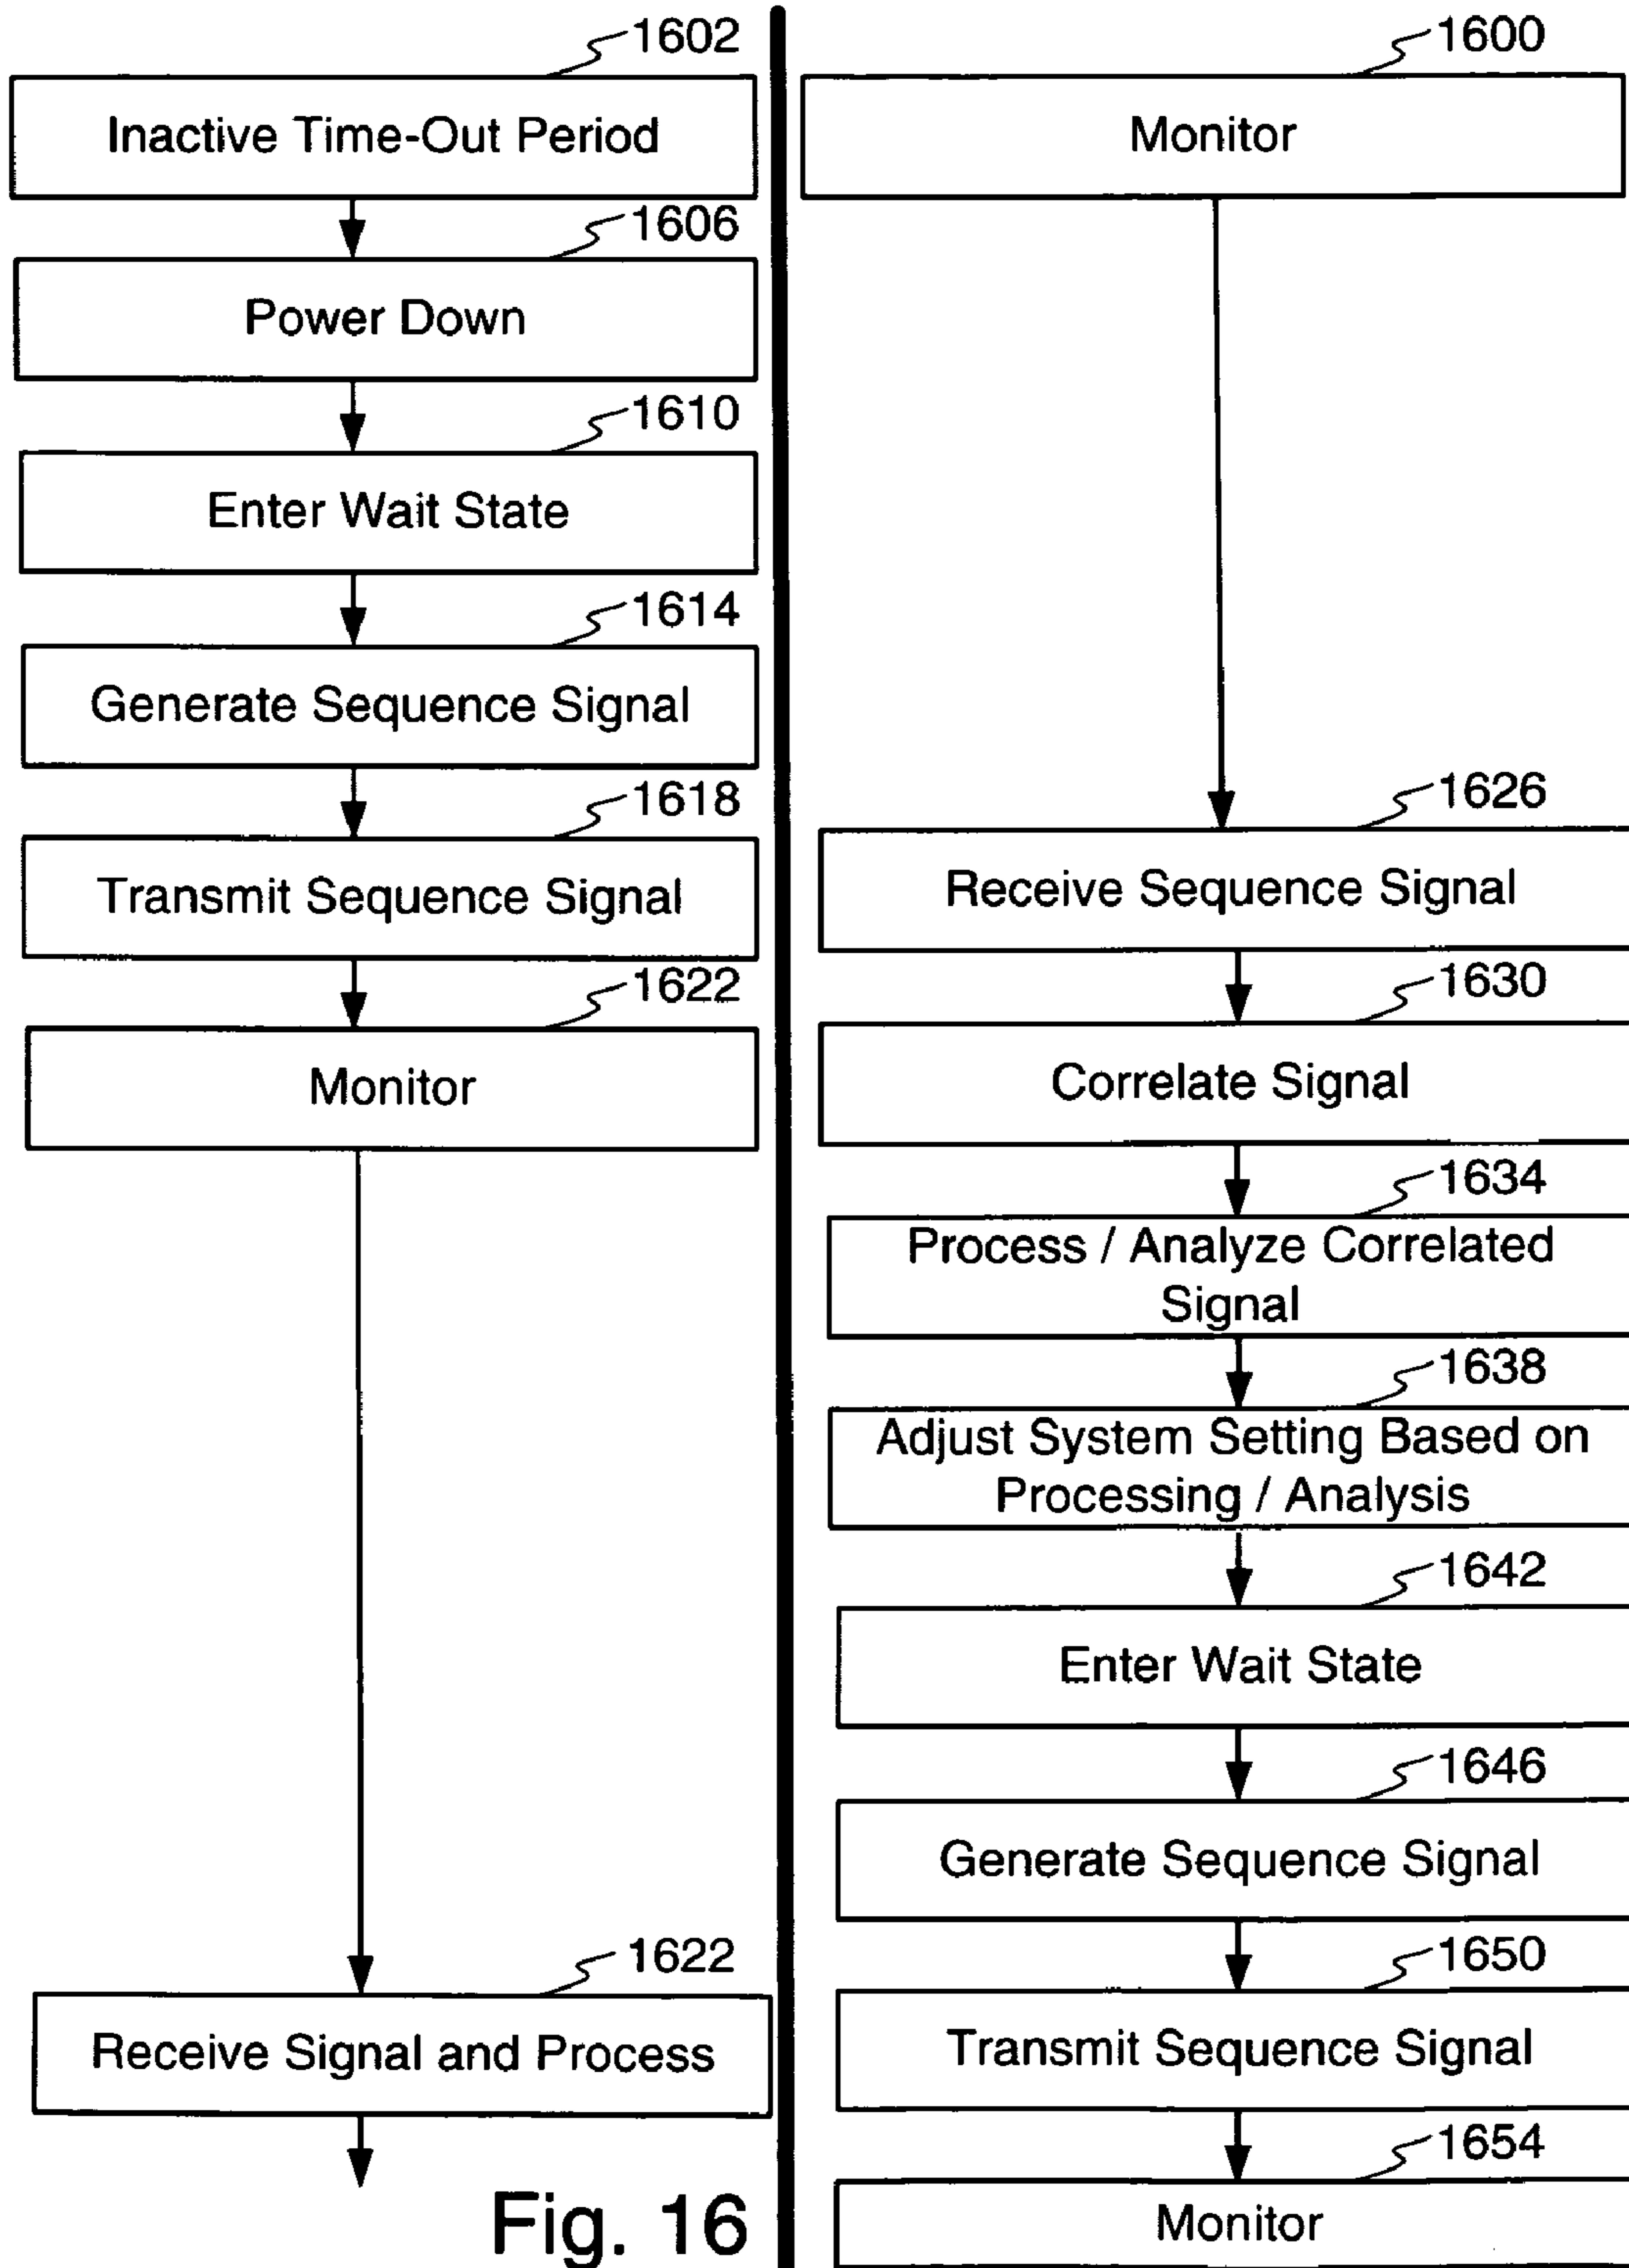 1602
Inactive Time-Out Period
1606
Power Down
1610
Enter Wait State
1614
Generate Sequence Signal
1618
Transmit Sequence Signal
1622
Monitor
1622
Receive Signal and Process
Fig. 16
1600
Monitor
1626
Receive Sequence Signal
1630
Correlate Signal
1634
Process / Analyze Correlated
Signal
1638
Adjust System Setting Based on
Processing / Analysis
1642
Enter Wait State
1646
Generate Sequence Signal
1650
Transmit Sequence Signal
1654
Monitor